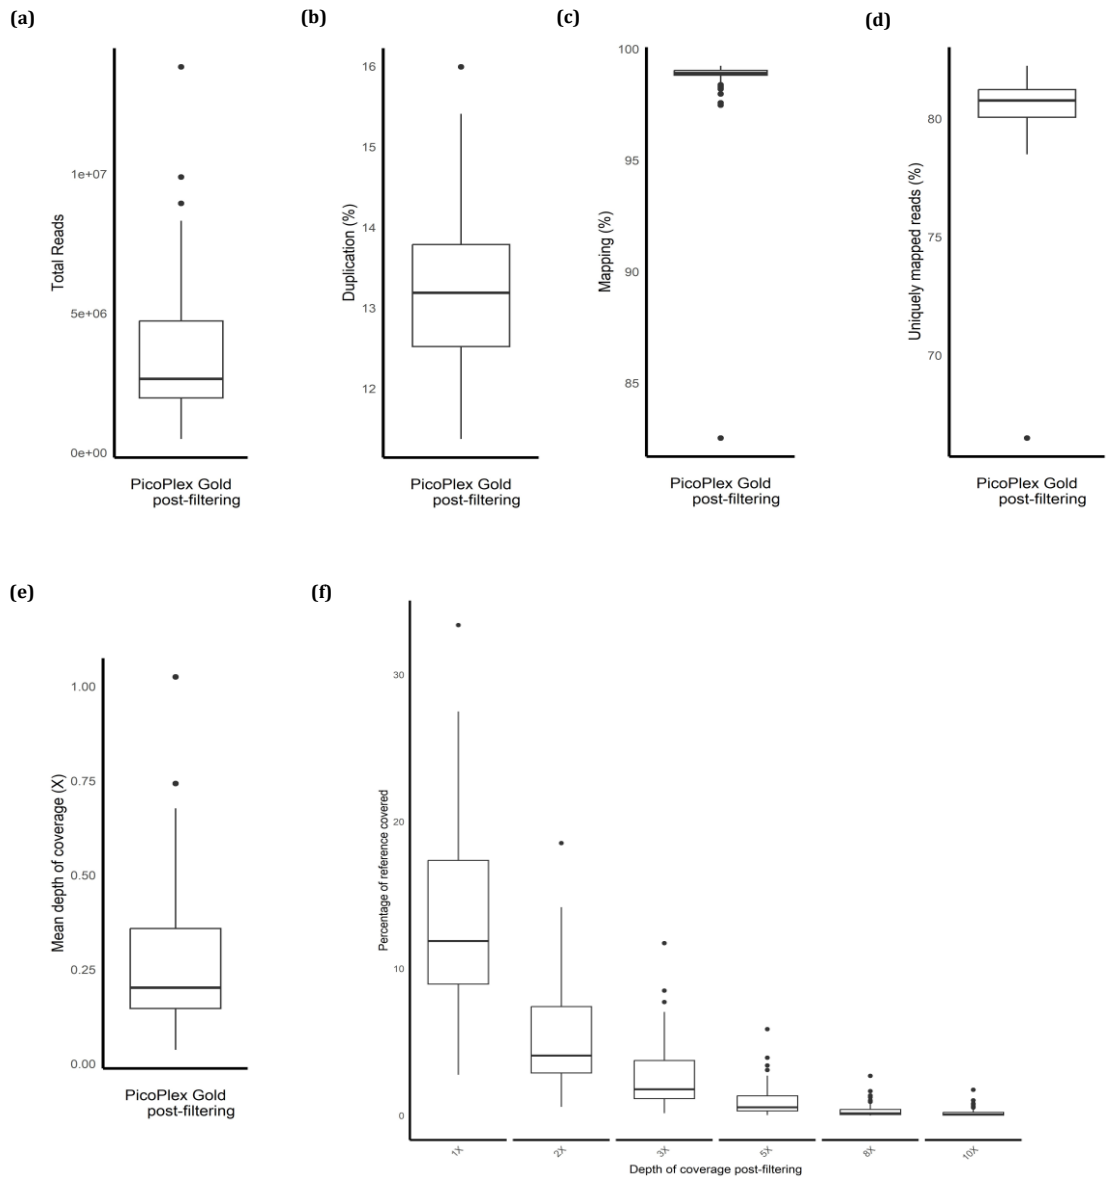 (a)
1e+07
5e+06
0e+00
Total Reads
PicoPlex Gold
post-filtering
(b)
16
15
14
13
12
Duplication (%)
PicoPlex Gold
post-filtering
(c)
100
95
90
85
Mapping (%)
PicoPlex Gold
post-filtering
(d)
80
75
70
Uniquely mapped reads (%)
PicoPlex Gold
post-filtering
(e)
1.00
0.75
0.50
0.25
0.00
Mean depth of coverage (X)
PicoPlex Gold
post-filtering
(f)
30
20
10
0
Percentage of reference covered
1X
2X
3X
5X
8X
10X
Depth of coverage post-filtering